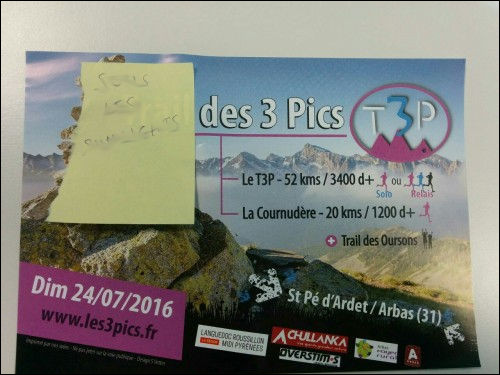 SOUS
LES
Trail des 3 Pics
T3P
Le T3P - 52 kms / 3400 d+ ou
Solo Relais
La Cournudère - 20 kms / 1200 d+
+ Trail des Oursons
Dim 24/07/2016
www.les3pics.fr
St Pé d'Ardet / Arbas (31)
LANGUEDOC ROUSSILLON
MIDI PYRÉNÉES
CHULLANKA
OVERSTIM.S